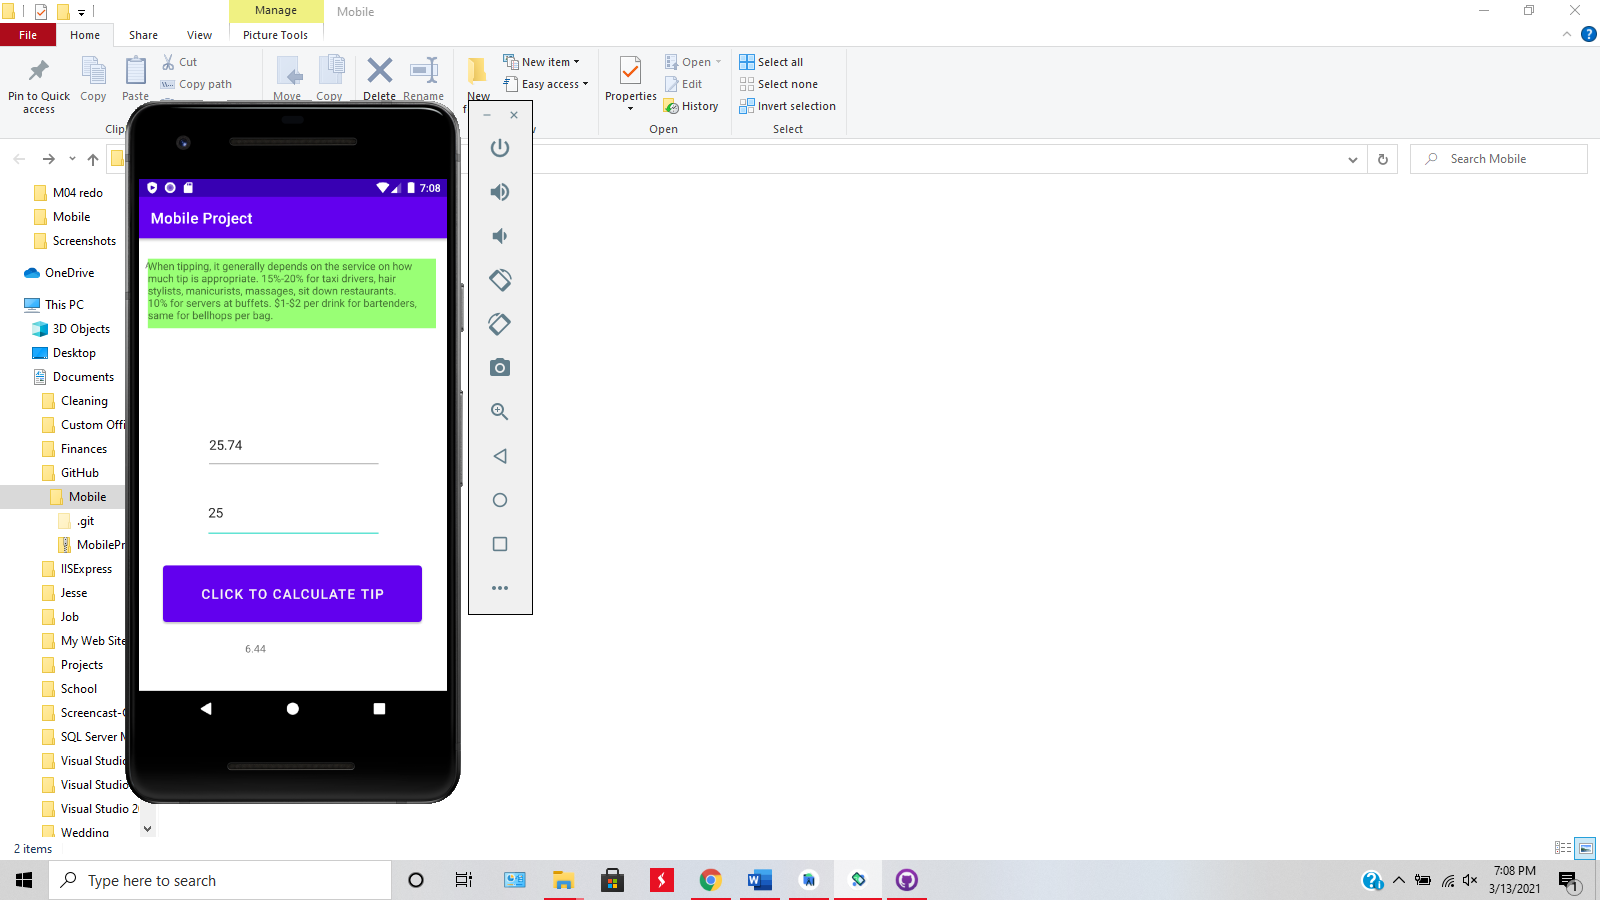 Manage
Mobile
File
Home
Share
View
Picture Tools
Pin to Quick access
Copy
Paste
Cut
Copy path
Move
Copy
Delete
Rename
New
New item
Easy access
Properties
Open
Edit
History
Select all
Select none
Invert selection
Open
Select
Search Mobile
M04 redo
Mobile
Screenshots
OneDrive
This PC
3D Objects
Desktop
Documents
Cleaning
Custom Offi
Finances
GitHub
Mobile
.git
MobilePr
IISExpress
Jesse
Job
My Web Site
Projects
School
Screencast-
SQL Server M
Visual Studio
Visual Studio
Visual Studio 2
Wedding
2 items
7:08
Mobile Project
When tipping, it generally depends on the service on how
much tip is appropriate. 15%-20% for taxi drivers, hair
stylists, manicurists, massages, sit down restaurants.
10% for servers at buffets. $1-$2 per drink for bartenders,
same for bellhops per bag.
25.74
25
CLICK TO CALCULATE TIP
6.44
Type here to search
7:08 PM
3/13/2021
1